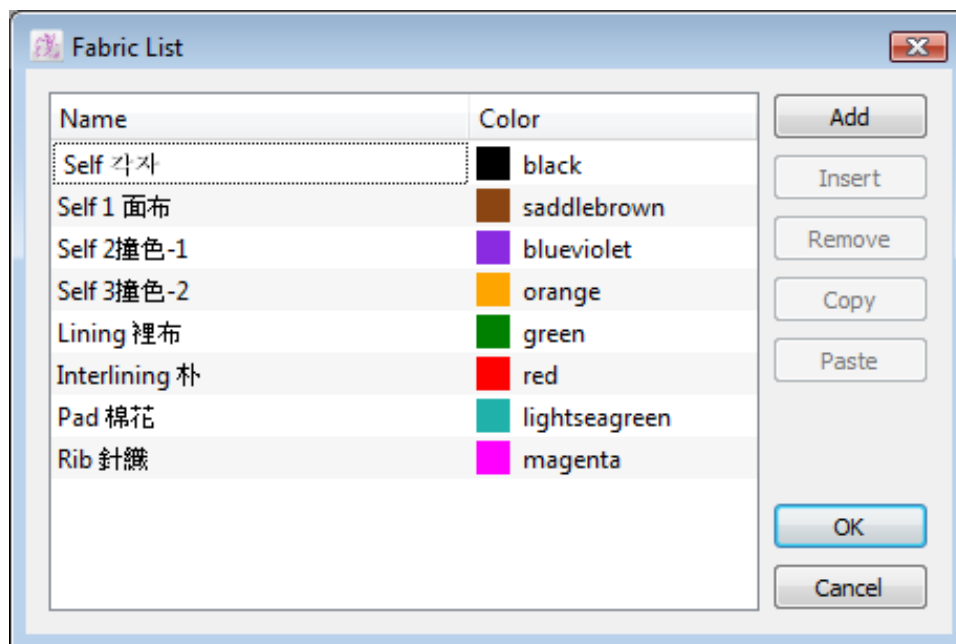 Fabric List
Name Color
Self 각자 black
Self 1 面布 saddlebrown
Self 2撞色-1 blueviolet
Self 3撞色-2 orange
Lining 裡布 green
Interlining 朴 red
Pad 棉花 lightseagreen
Rib 針織 magenta
Add
Insert
Remove
Copy
Paste
OK
Cancel